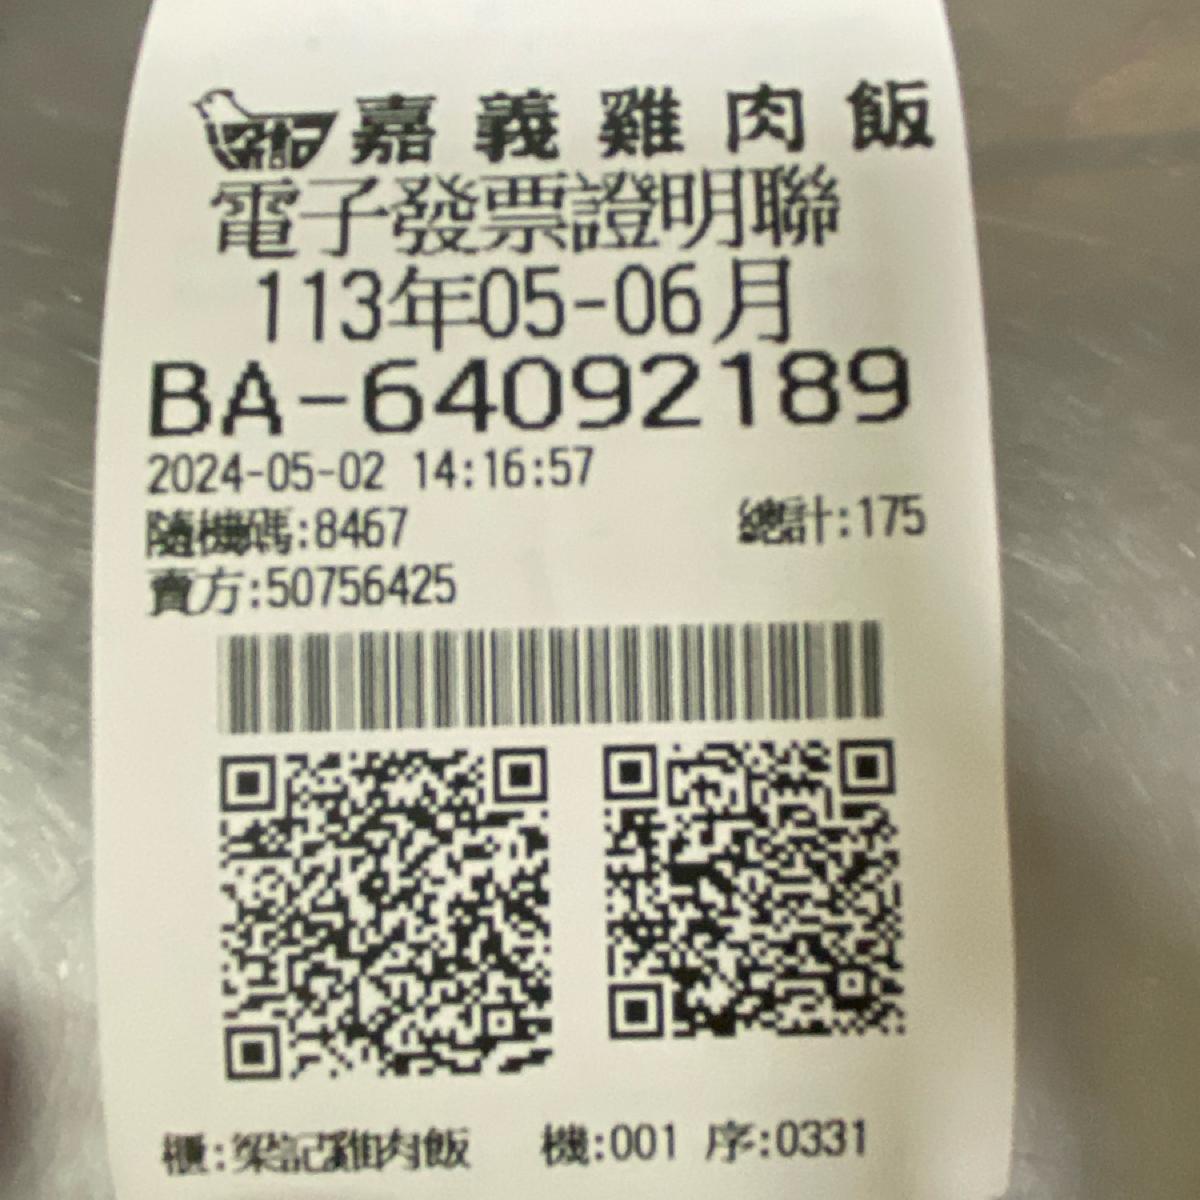 嘉義雞肉飯
電子發票證明聯
113年05-06月
BA-64092189
2024-05-02 14:16:57
隨機碼:8467 總計:175
賣方:50756425
櫃:梁記雞肉飯 機:001 序:0331